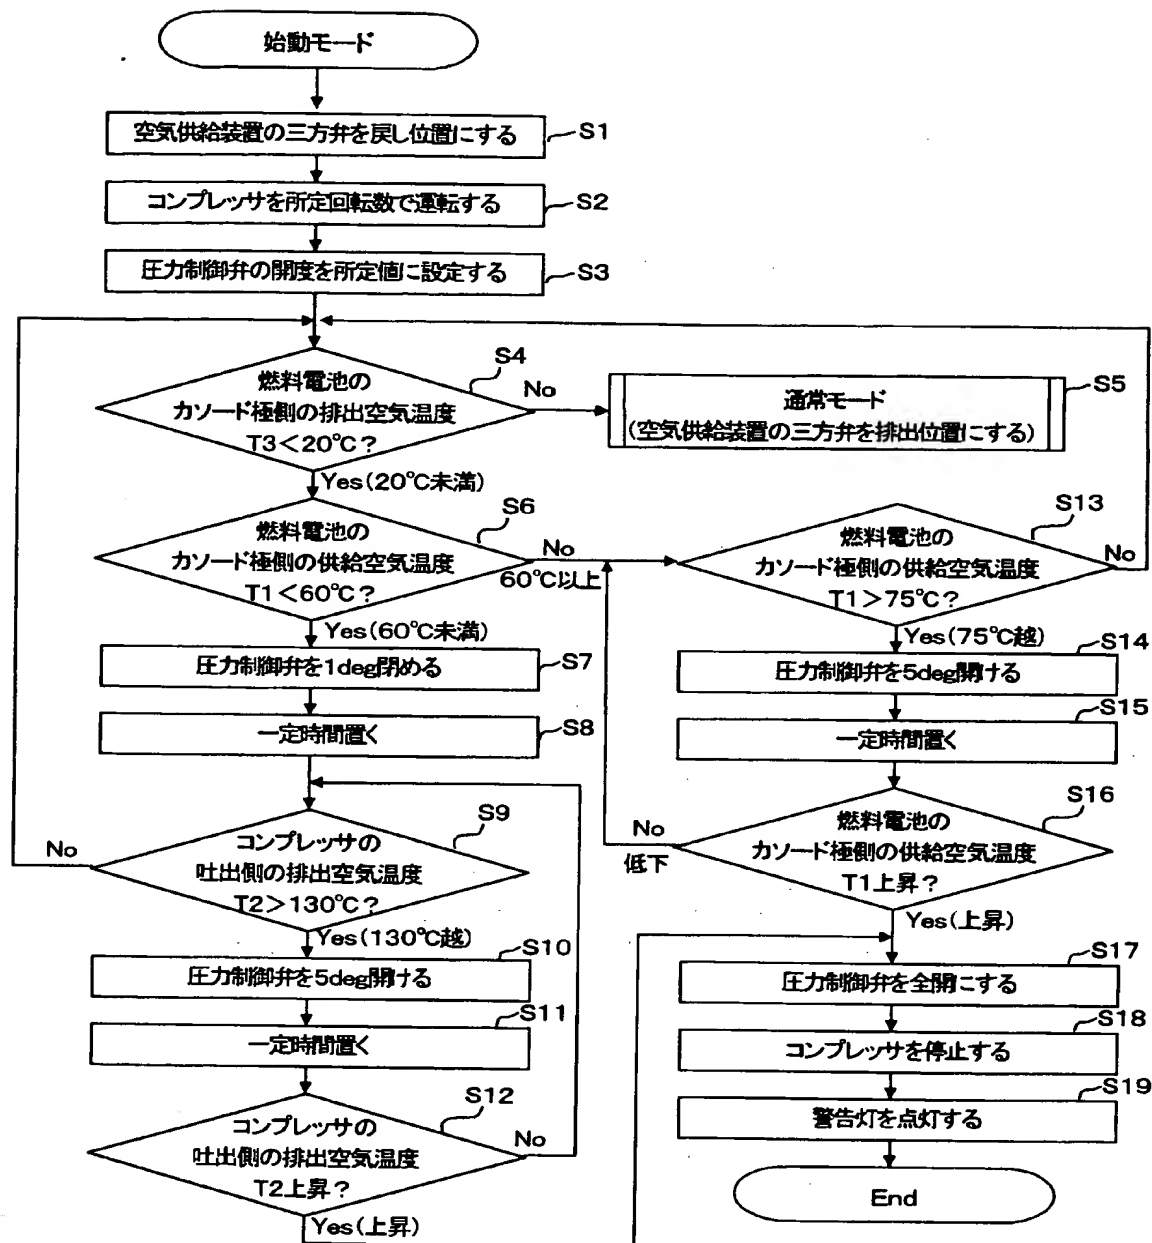 始動モード
空気供給装置の三方弁を戻し位置にする
S1
コンプレッサを所定回転数で運転する
S2
圧力制御弁の開度を所定値に設定する
S3
燃料電池の
カソード極側の排出空気温度
T3<20℃?
S4
No
通常モード
(空気供給装置の三方弁を排出位置にする)
S5
Yes(20℃未満)
燃料電池の
カソード極側の供給空気温度
T1<60℃?
S6
No
60℃以上
燃料電池の
カソード極側の供給空気温度
T1>75℃?
S13
No
Yes(60℃未満)
圧力制御弁を1deg閉める
S7
一定時間置く
S8
Yes(75℃越)
圧力制御弁を5deg開ける
S14
一定時間置く
S15
コンプレッサの
吐出側の排出空気温度
T2>130℃?
S9
No
燃料電池の
カソード極側の供給空気温度
T1上昇?
S16
No
低下
Yes(130℃越)
圧力制御弁を5deg開ける
S10
一定時間置く
S11
コンプレッサの
吐出側の排出空気温度
T2上昇?
S12
No
Yes(上昇)
Yes(上昇)
圧力制御弁を全開にする
S17
コンプレッサを停止する
S18
警告灯を点灯する
S19
End